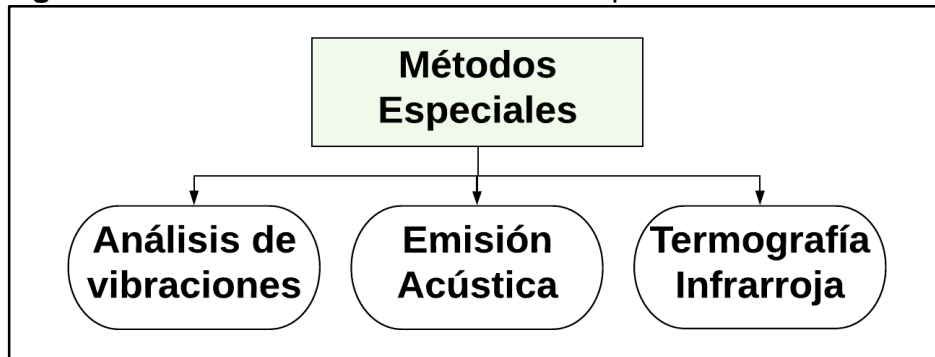 Métodos
Especiales
Análisis de
vibraciones
Emisión
Acústica
Termografía
Infrarroja